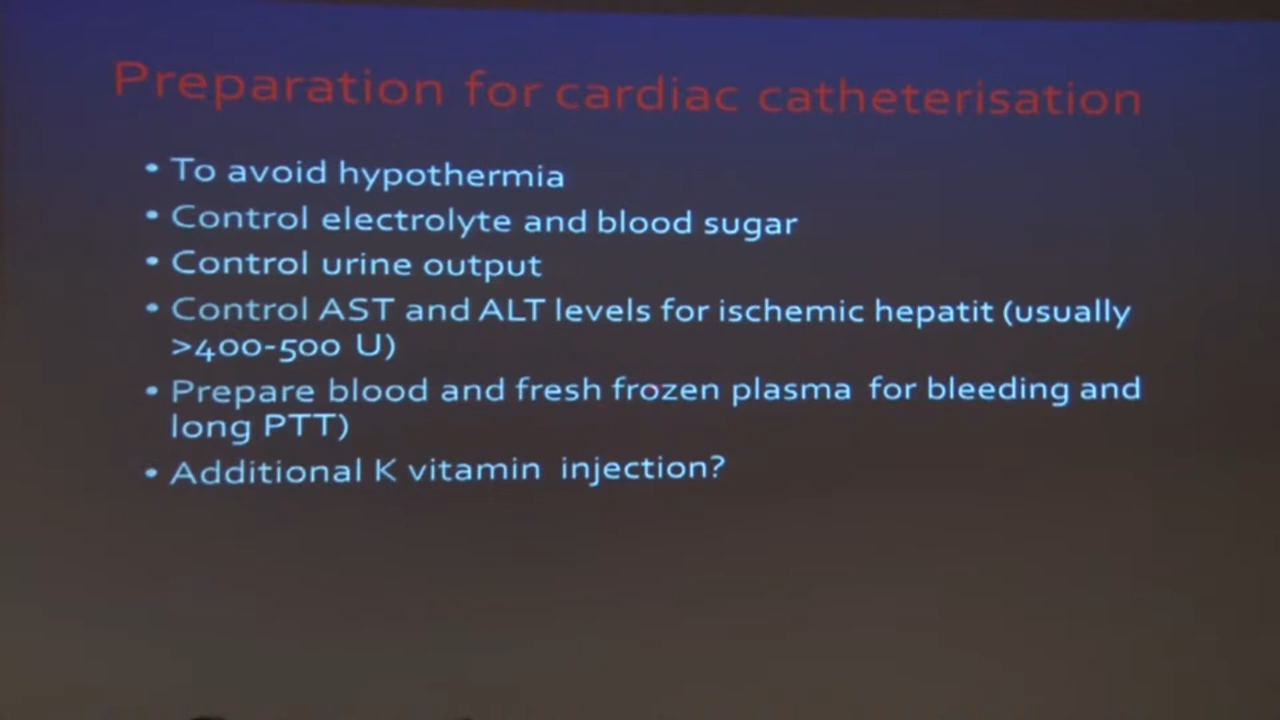 Preparation for cardiac catheterisation
• To avoid hypothermia
• Control electrolyte and blood sugar
• Control urine output
• Control AST and ALT levels for ischemic hepatit (usually
>400-500 U)
• Prepare blood and fresh frozen plasma for bleeding and
long PTT)
• Additional K vitamin injection?